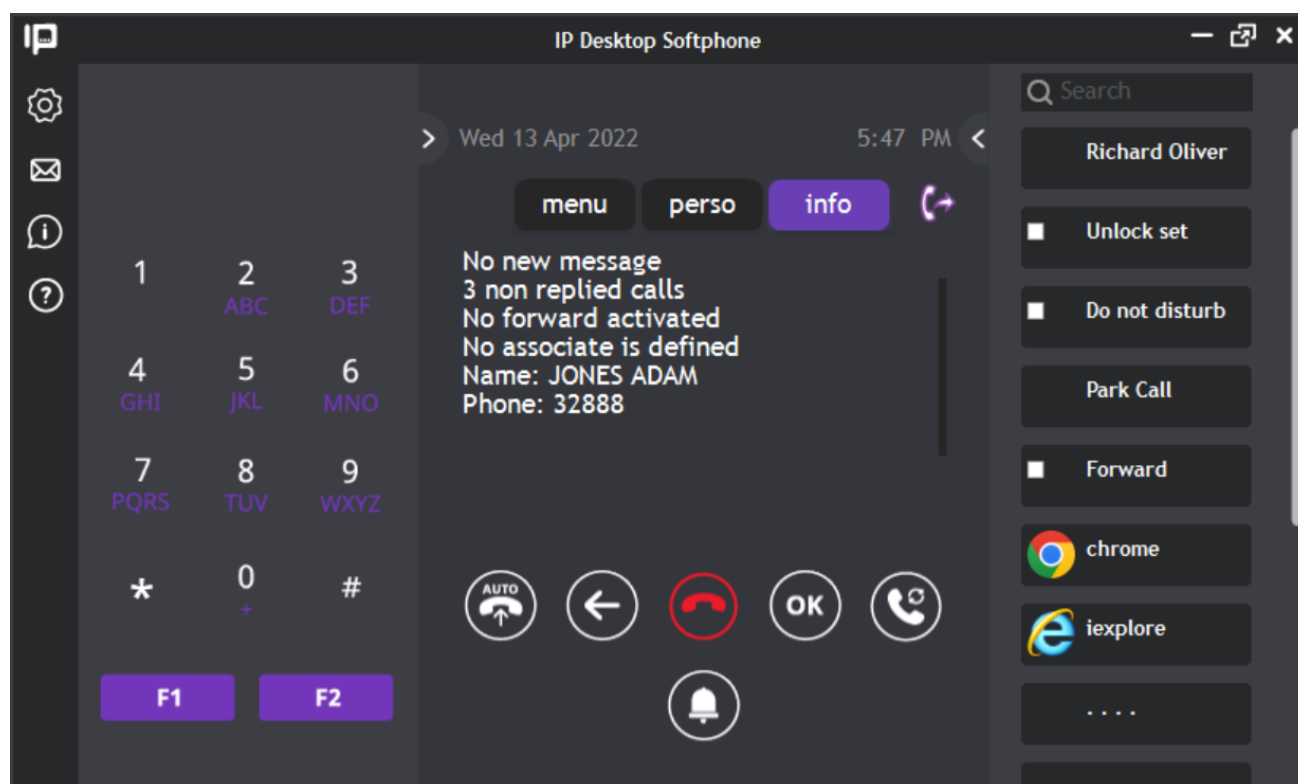 IP
IP Desktop Softphone
Search
Wed 13 Apr 2022 5:47 PM
menu perso info
No new message
3 non replied calls
No forward activated
No associate is defined
Name: JONES ADAM
Phone: 32888
1 2 3
ABC DEF
4 5 6
GHI JKL MNO
7 8 9
PQRS TUV WXYZ
* 0 #
+
F1 F2
AUTO
OK
Richard Oliver
Unlock set
Do not disturb
Park Call
Forward
chrome
iexplore
. . . .